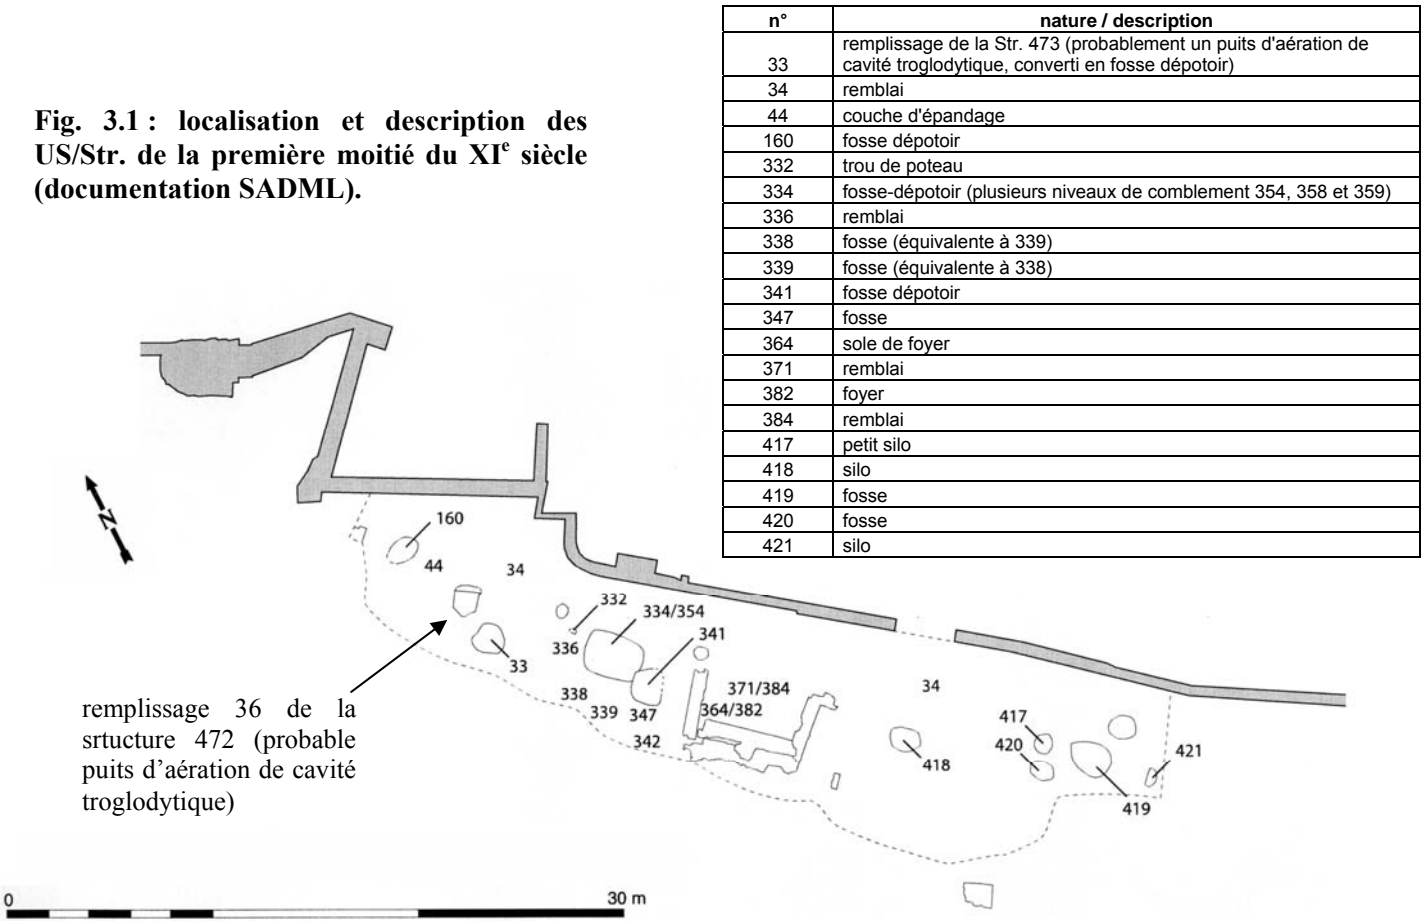 Fig. 3.1 : localisation et description des
US/Str. de la première moitié du XIe siècle
(documentation SADML).
n° nature / description
33 remplissage de la Str. 473 (probablement un puits d'aération de
cavité troglodytique, converti en fosse dépotoir)
34 remblai
44 couche d'épandage
160 fosse dépotoir
332 trou de poteau
334 fosse-dépotoir (plusieurs niveaux de comblement 354, 358 et 359)
336 remblai
338 fosse (équivalente à 339)
339 fosse (équivalente à 338)
341 fosse dépotoir
347 fosse
364 sole de foyer
371 remblai
382 foyer
384 remblai
417 petit silo
418 silo
419 fosse
420 fosse
421 silo
N
160
44
34
332
334/354
341
336
33
371/384
34
338
364/382
339
347
342
417
420
418
421
419
remplissage 36 de la
srtucture 472 (probable
puits d’aération de cavité
troglodytique)
0
30 m